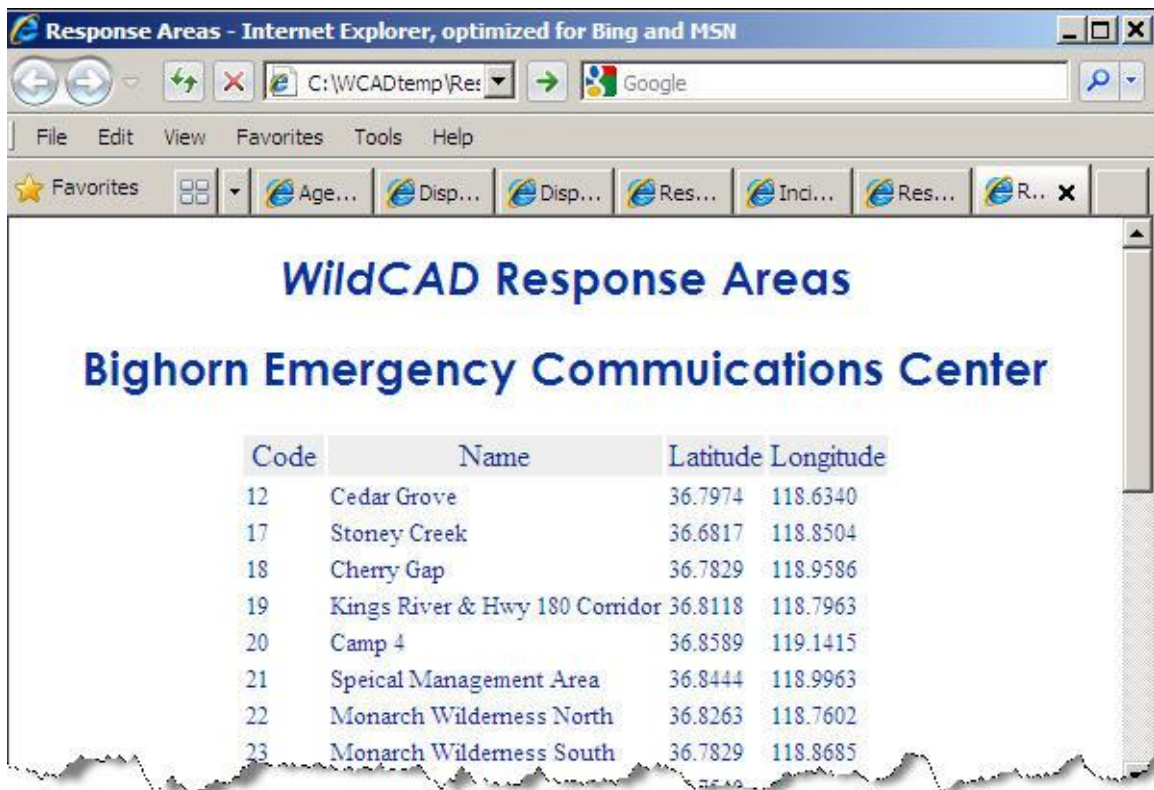 Response Areas - Internet Explorer, optimized for Bing and MSN
C:\WCADtemp\Res Google
File Edit View Favorites Tools Help
Favorites Age... Disp... Disp... Res... Inci... Res... R..
WildCAD Response Areas
Bighorn Emergency Commuications Center
Code Name Latitude Longitude
12 Cedar Grove 36.7974 118.6340
17 Stoney Creek 36.6817 118.8504
18 Cherry Gap 36.7829 118.9586
19 Kings River & Hwy 180 Corridor 36.8118 118.7963
20 Camp 4 36.8589 119.1415
21 Speical Management Area 36.8444 118.9963
22 Monarch Wilderness North 36.8263 118.7602
23 Monarch Wilderness South 36.7829 118.8685